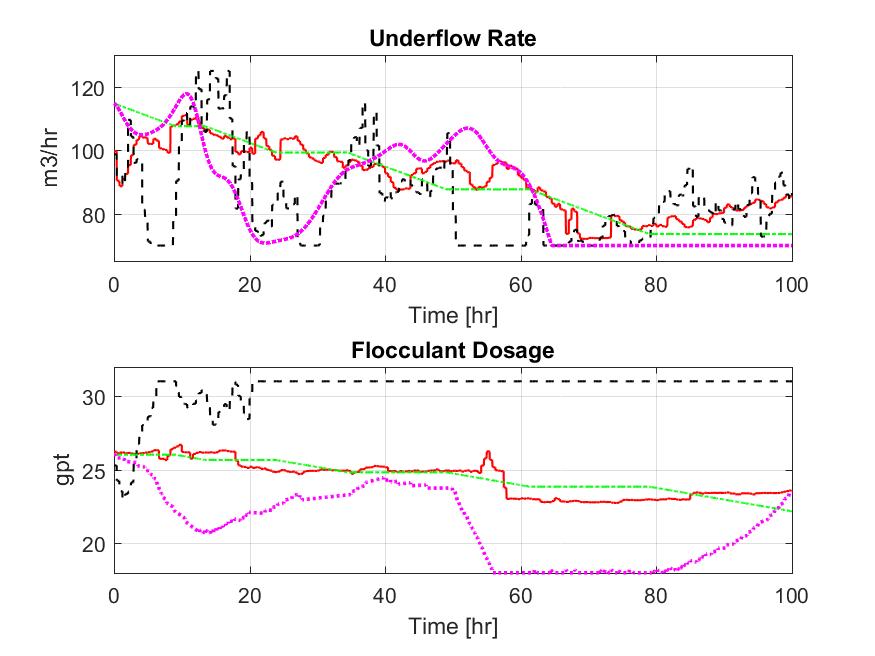 Underflow Rate
120
100
80
m3/hr
0 20 40 60 80 100
Time [hr]
Flocculant Dosage
30
25
20
gpt
0 20 40 60 80 100
Time [hr]